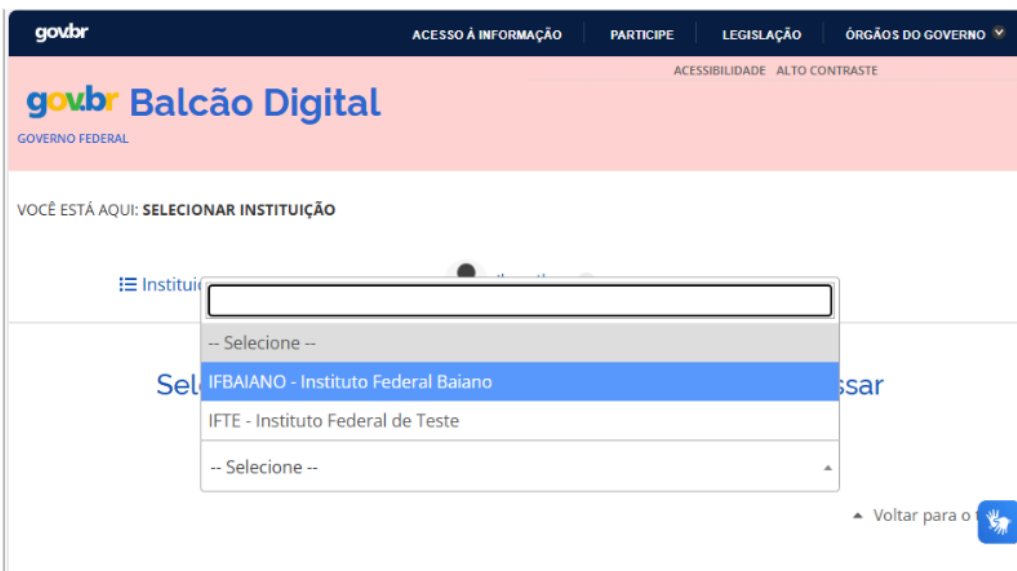 gov.br
ACESSO À INFORMAÇÃO PARTICIPE LEGISLAÇÃO ÓRGÃOS DO GOVERNO
ACESSIBILIDADE ALTO CONTRASTE
gov.br Balcão Digital
GOVERNO FEDERAL
VOCÊ ESTÁ AQUI: SELECIONAR INSTITUIÇÃO
-- Selecione --
IFBAIANO - Instituto Federal Baiano
IFTE - Instituto Federal de Teste
-- Selecione --
Voltar para o